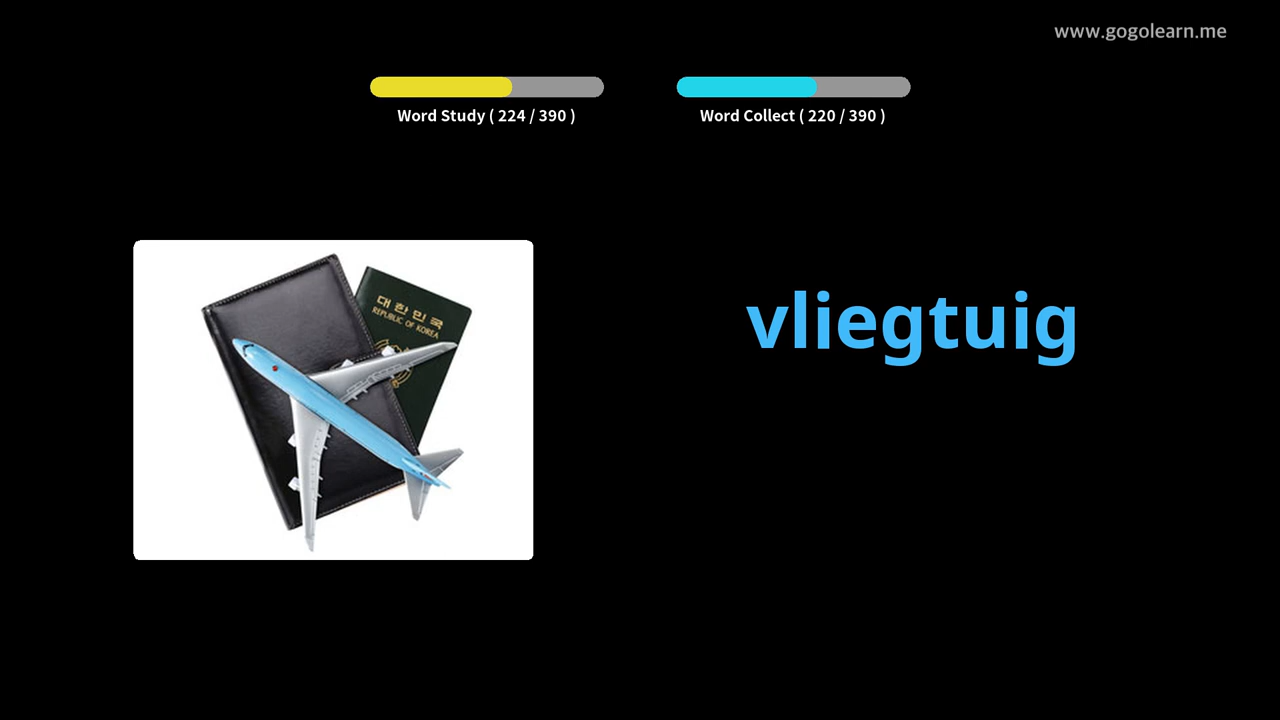 www.gogolearn.me
Word Study ( 224 / 390 )
Word Collect ( 220 / 390 )
대한민국
REPUBLIC OF KOREA
vliegtuig